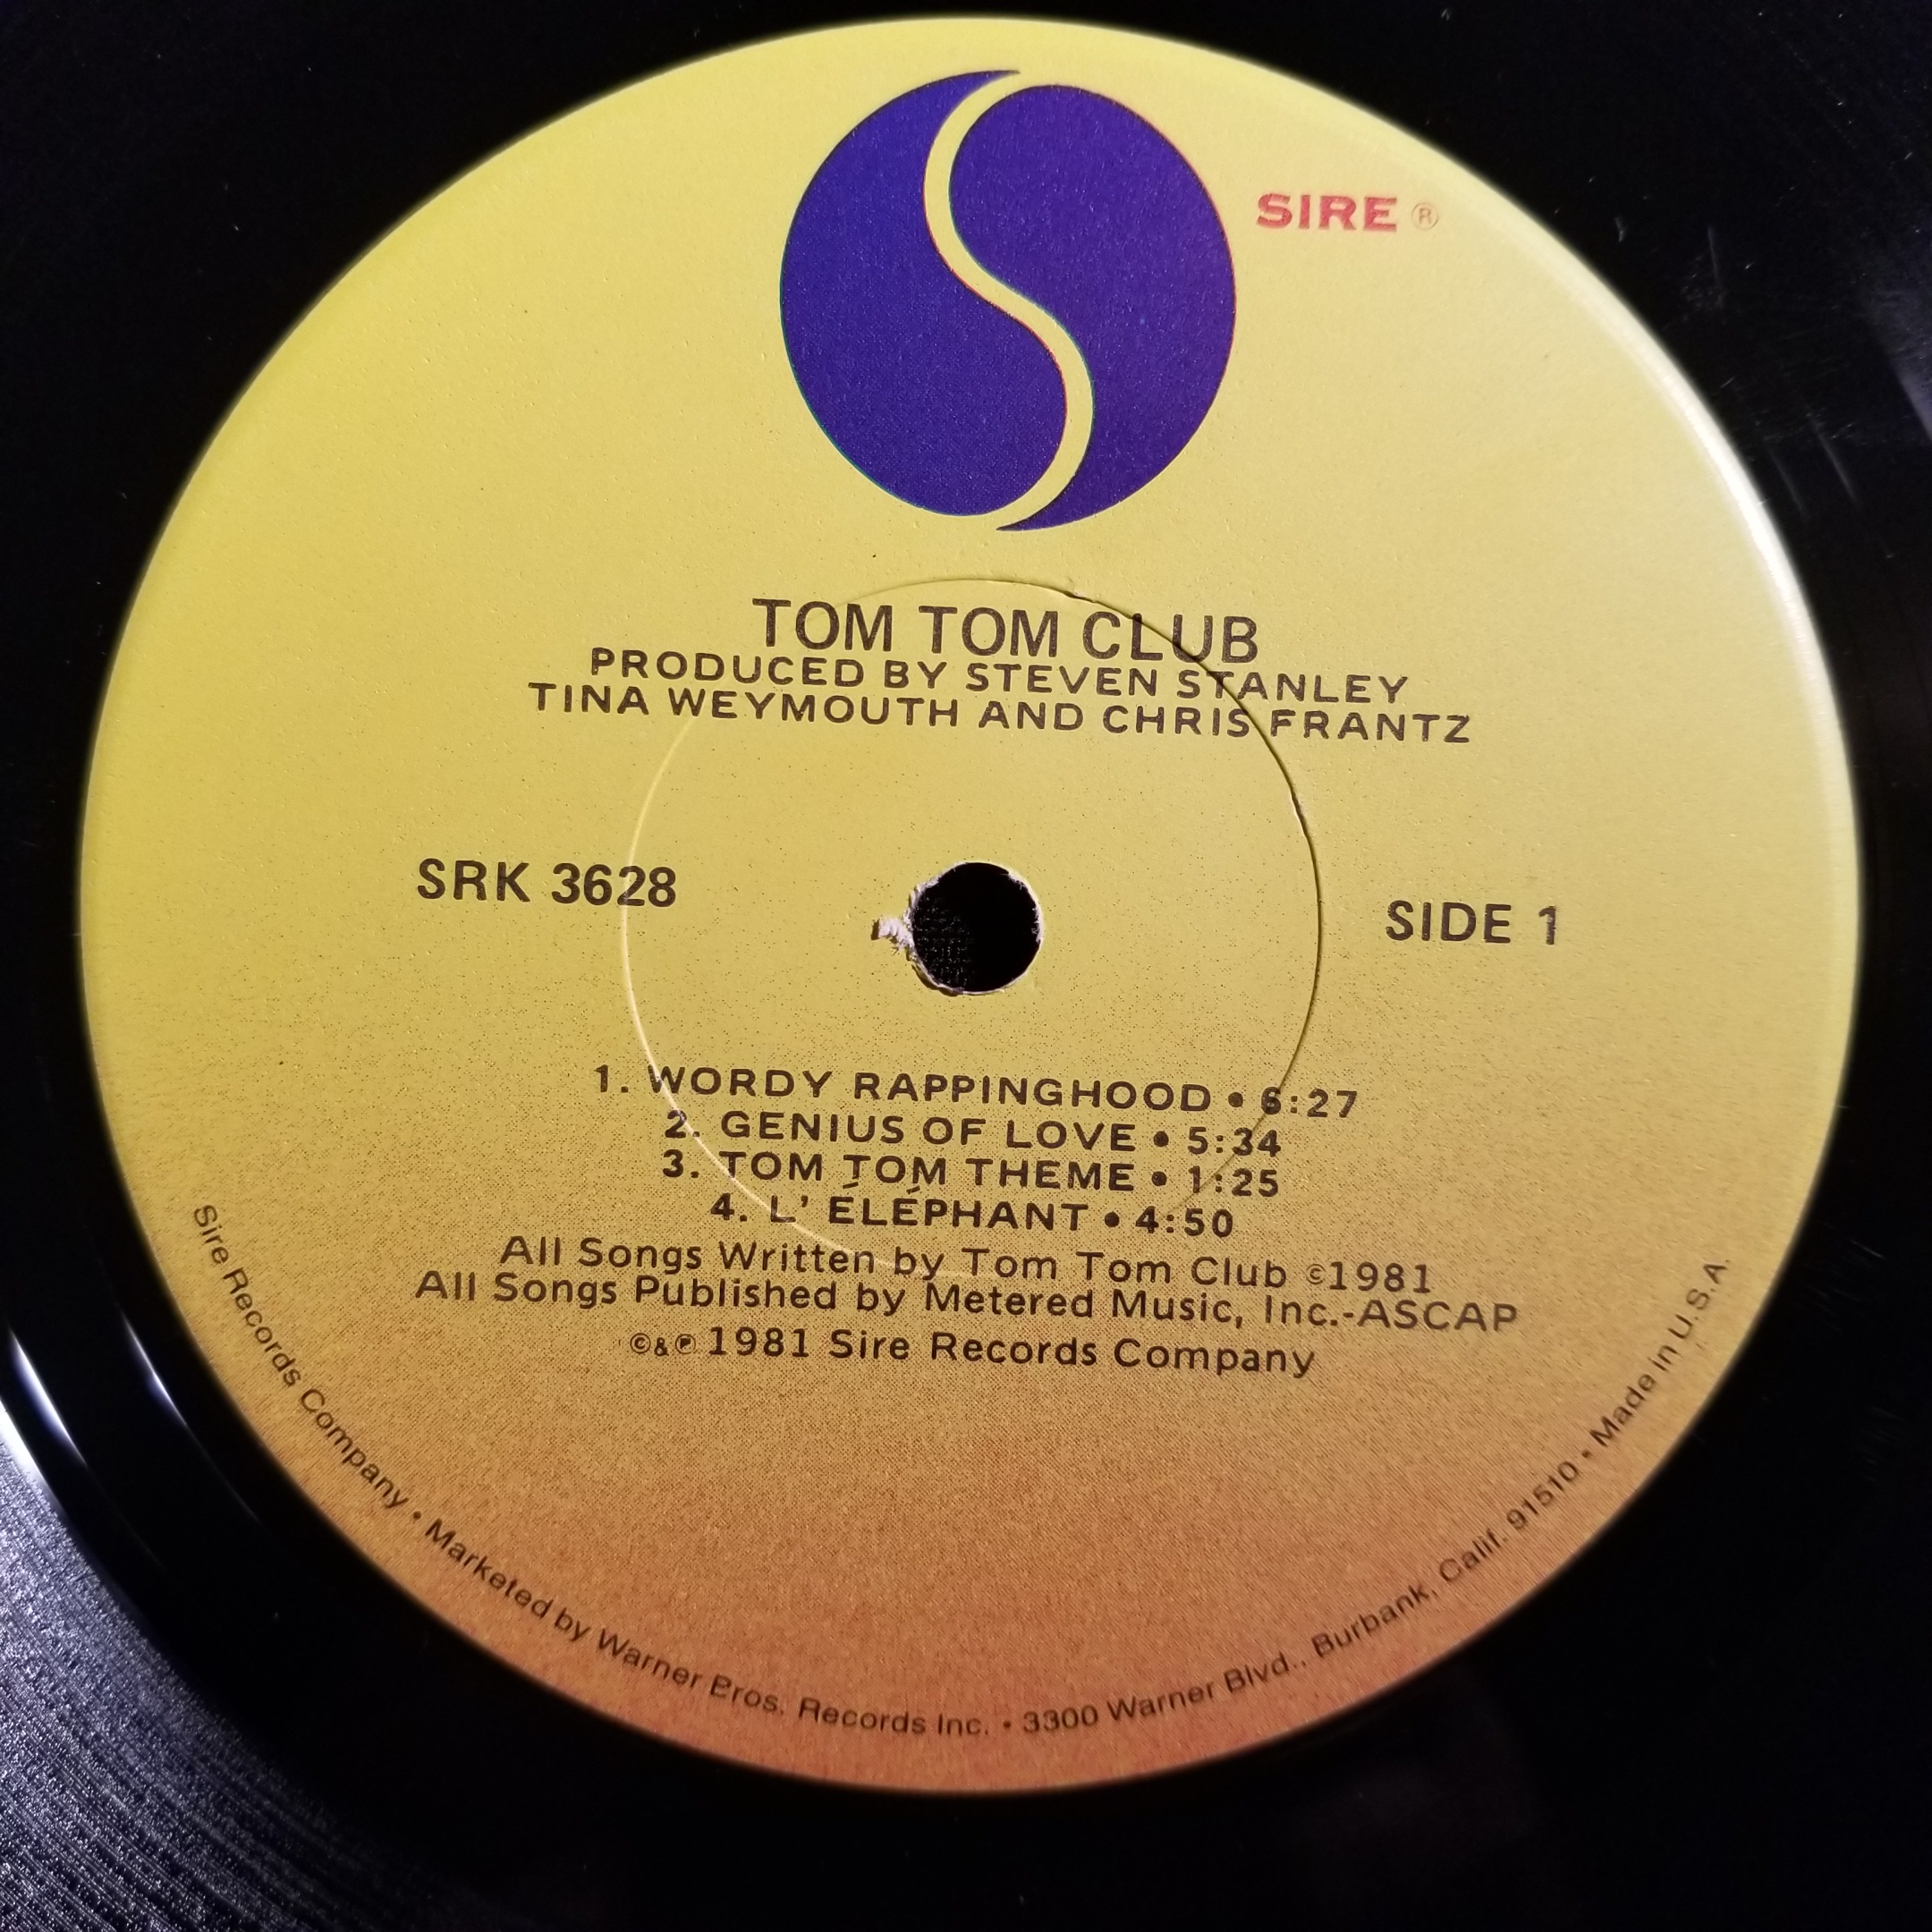 SIRE ®
TOM TOM CLUB
PRODUCED BY STEVEN STANLEY
TINA WEYMOUTH AND CHRIS FRANTZ
SRK 3628
SIDE 1
1. WORDY RAPPINGHOOD • 6:27
2. GENIUS OF LOVE • 5:34
3. TOM TOM THEME • 1:25
4. L' ÉLÉPHANT • 4:50
All Songs Written by Tom Tom Club ©1981
All Songs Published by Metered Music, Inc.-ASCAP
©&℗ 1981 Sire Records Company
Sire Records Company • Marketed by Warner Bros. Records Inc. • 3300 Warner Blvd., Burbank, Calif. 91510 • Made in U.S.A.